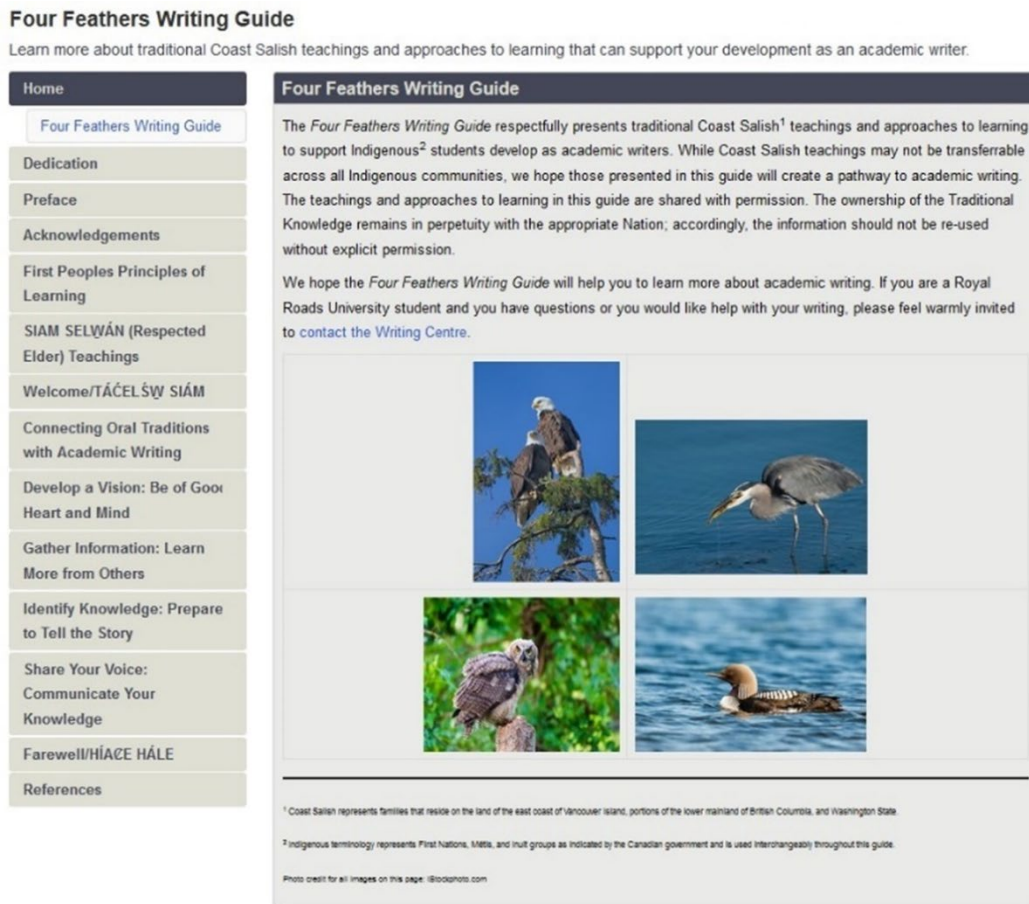 Four Feathers Writing Guide
Learn more about traditional Coast Salish teachings and approaches to learning that can support your development as an academic writer.
Home
Four Feathers Writing Guide
Dedication
Preface
Acknowledgements
First Peoples Principles of
Learning
SIAM SELW̱ÁN (Respected
Elder) Teachings
Welcome/TÁĆELŚW̱ SIÁM
Connecting Oral Traditions
with Academic Writing
Develop a Vision: Be of Good
Heart and Mind
Gather Information: Learn
More from Others
Identify Knowledge: Prepare
to Tell the Story
Share Your Voice:
Communicate Your
Knowledge
Farewell/HÍAȻE HÁLE
References
Four Feathers Writing Guide
The Four Feathers Writing Guide respectfully presents traditional Coast Salish¹ teachings and approaches to learning
to support Indigenous² students develop as academic writers. While Coast Salish teachings may not be transferrable
across all Indigenous communities, we hope those presented in this guide will create a pathway to academic writing.
The teachings and approaches to learning in this guide are shared with permission. The ownership of the Traditional
Knowledge remains in perpetuity with the appropriate Nation; accordingly, the information should not be re-used
without explicit permission.
We hope the Four Feathers Writing Guide will help you to learn more about academic writing. If you are a Royal
Roads University student and you have questions or you would like help with your writing, please feel warmly invited
to contact the Writing Centre.
¹ Coast Salish represents families that reside on the land of the east coast of Vancouver Island, portions of the lower mainland of British Columbia, and Washington State.
² Indigenous terminology represents First Nations, Métis, and Inuit groups as indicated by the Canadian government and is used interchangeably throughout this guide.
Photo credit for all images on this page: iStockphoto.com